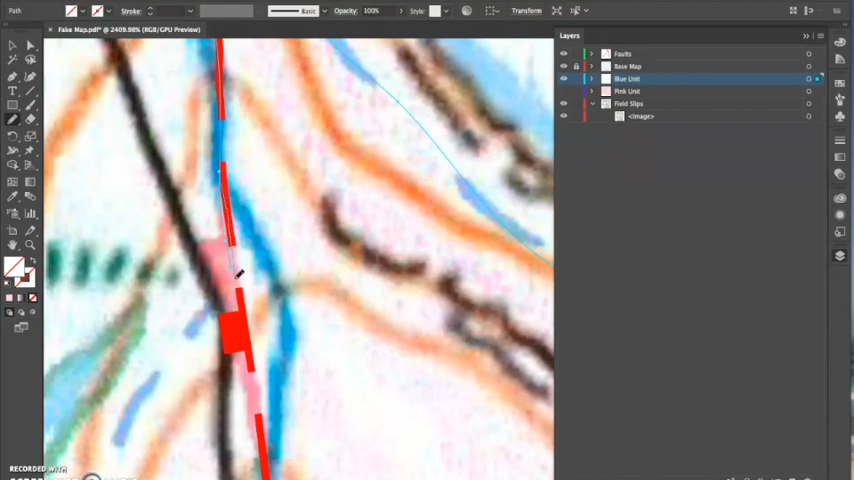 Path
Stroke:
Basic
Opacity: 100%
Style:
Transform
× Fake Map.pdf* @ 2409.98% (RGB/GPU Preview)
Layers
Faults
Base Map
Blue Unit
Pink Unit
Field Slips
<Image>
RECORDED WITH